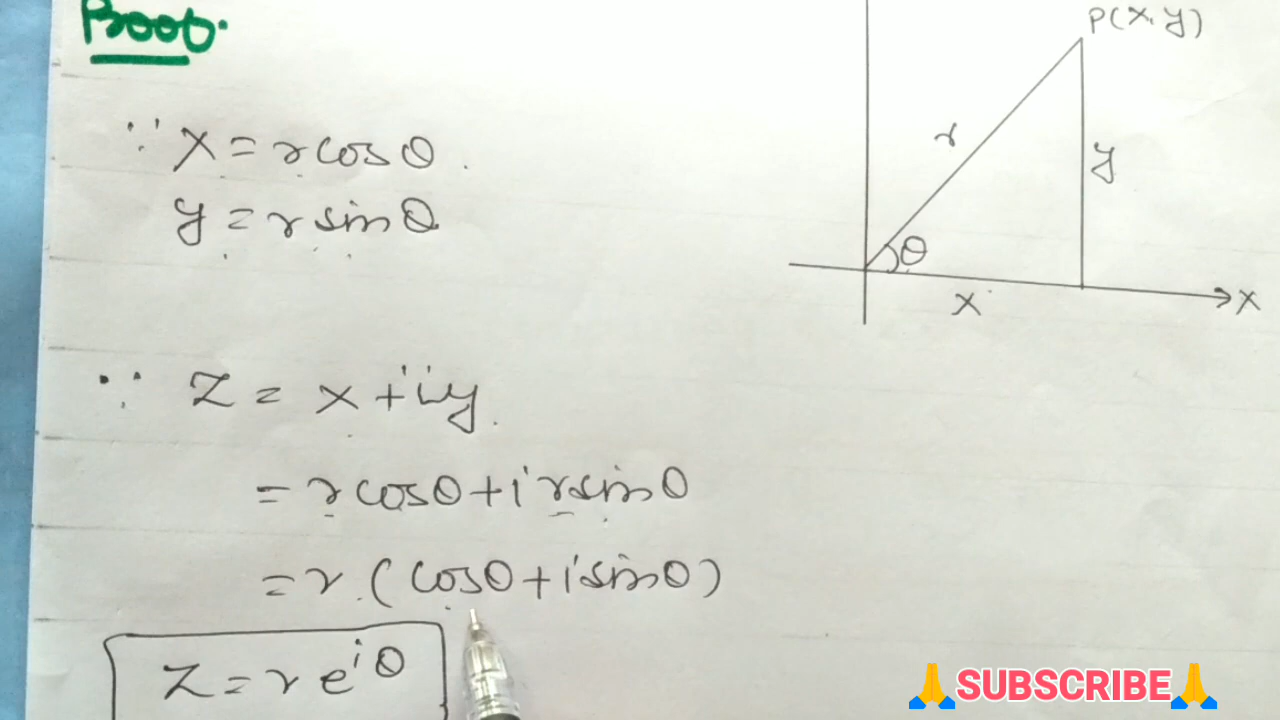 Proof.
P(x, y)
∵ x = r cos θ.
r
y
y = r sin θ
θ
x
X
∵ z = x + iy.
= r cos θ + i r sin θ
= r (cos θ + i sin θ)
z = r e^{iθ}
🙏SUBSCRIBE🙏